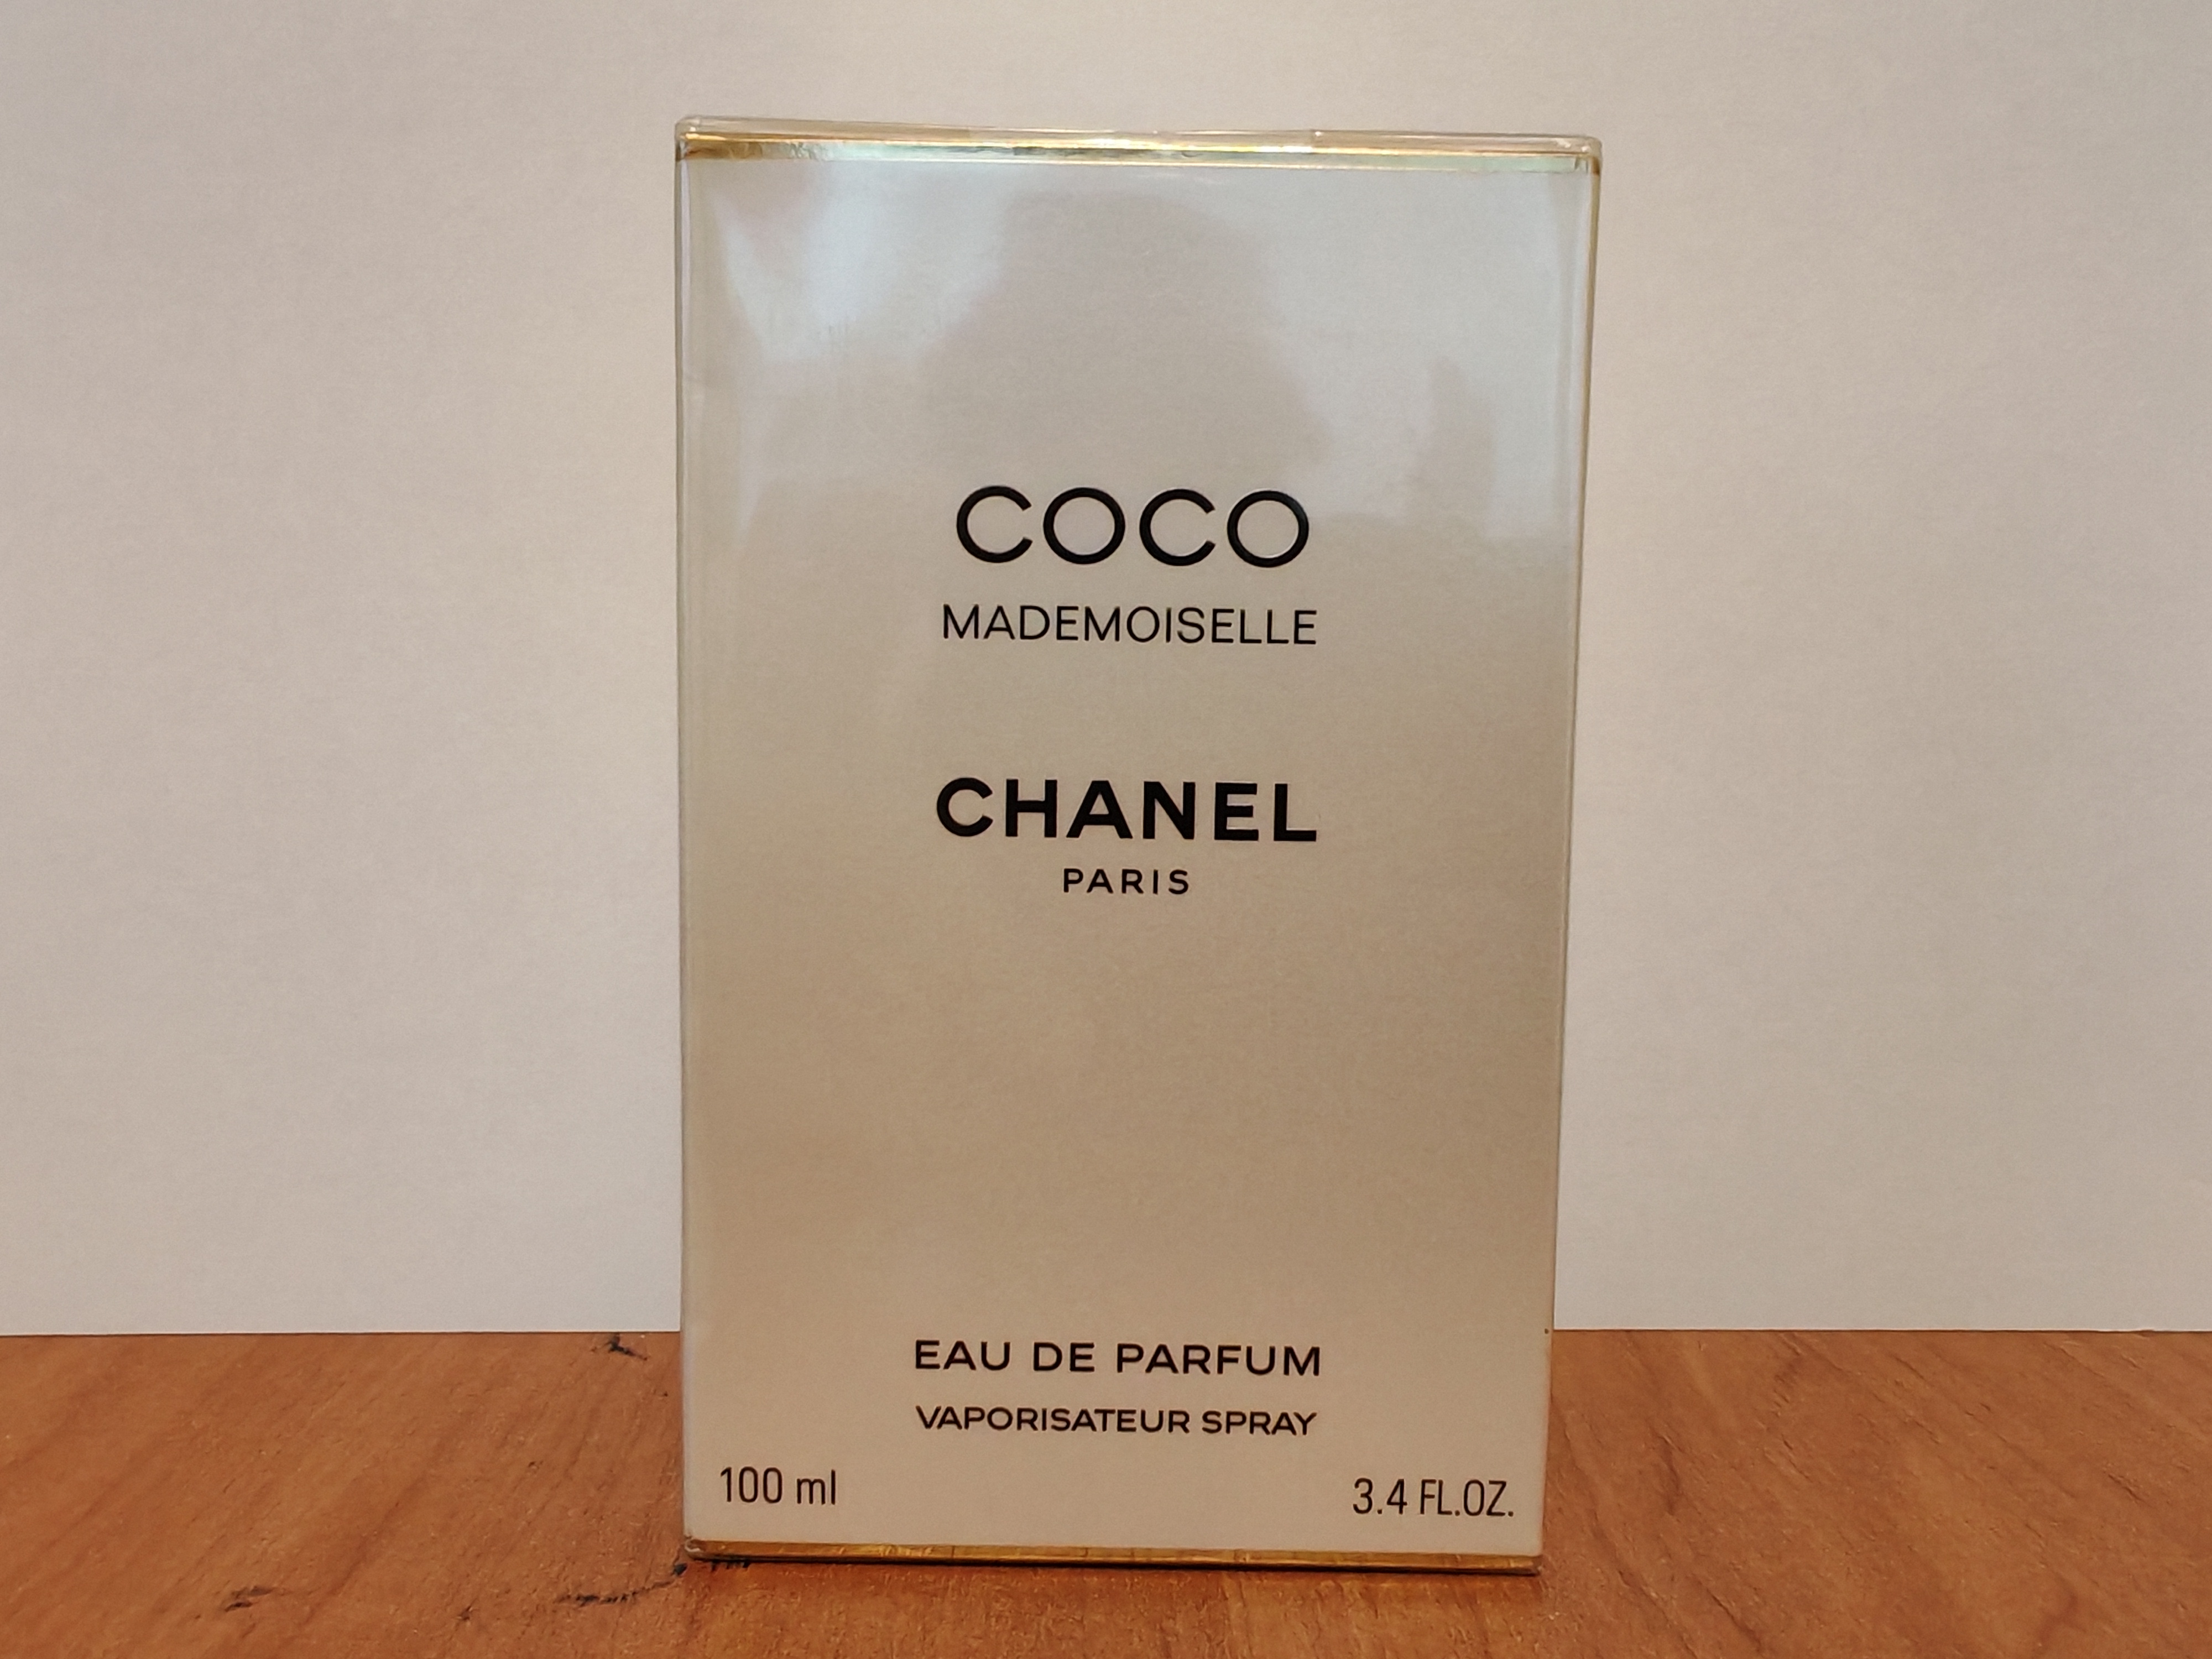 COCO
MADEMOISELLE
CHANEL
PARIS
EAU DE PARFUM
VAPORISATEUR SPRAY
100 ml 3.4 FL.OZ.